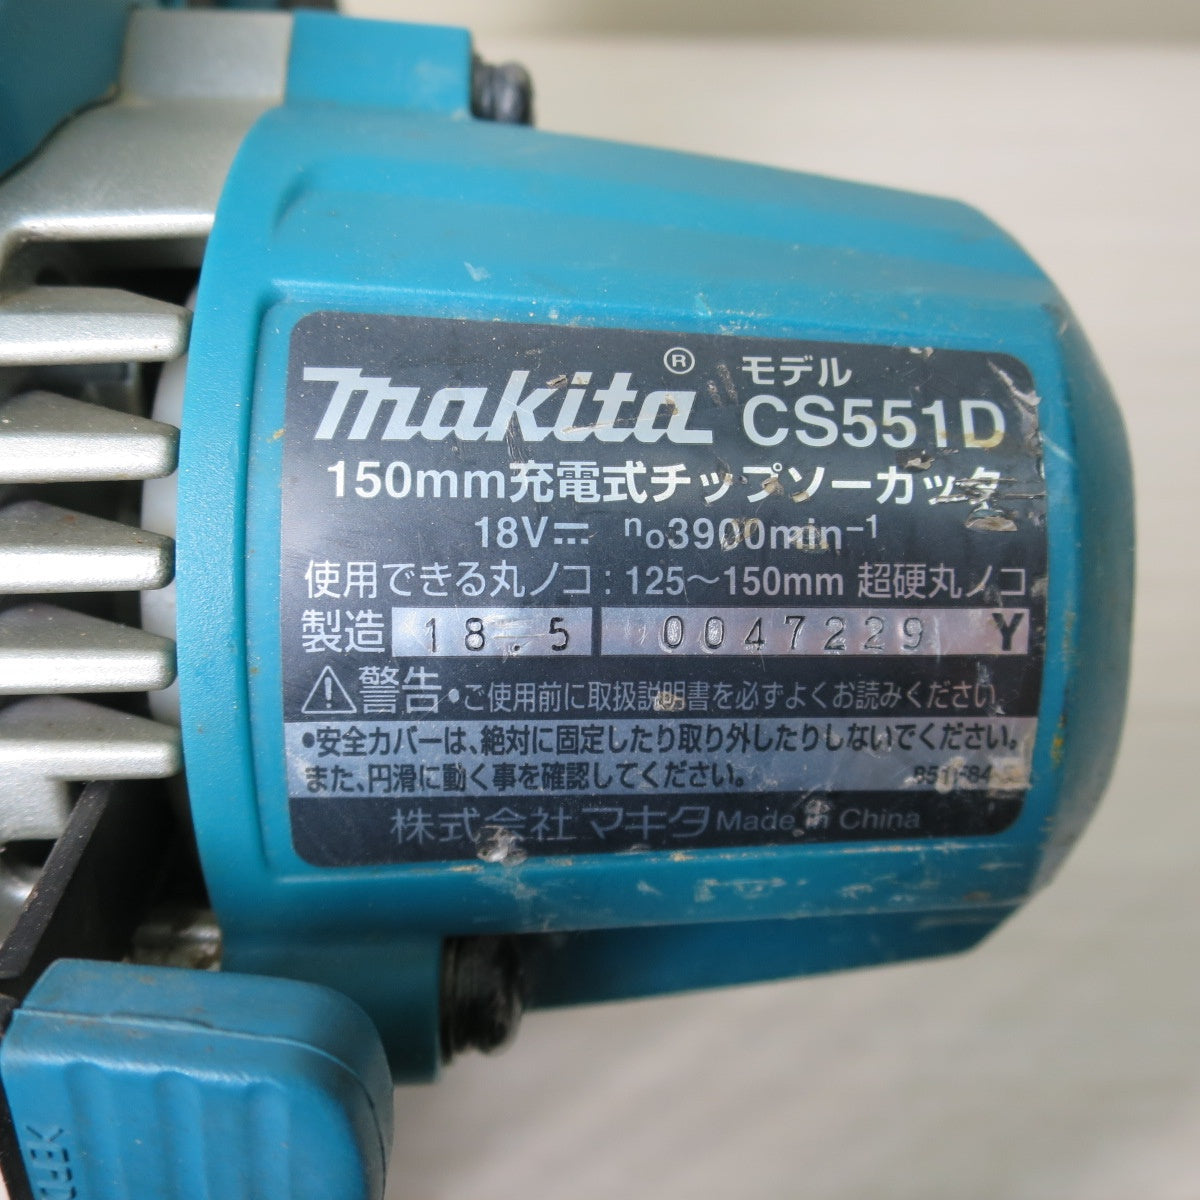 makita® モデル CS551D
150mm充電式チップソーカッタ
18V⎓ no3900min-1
使用できる丸ノコ:125～150mm 超硬丸ノコ
製造 18.5 0047229 Y
⚠警告•ご使用前に取扱説明書を必ずよくお読みください。
•安全カバーは、絶対に固定したり取り外したりしないでください。
また、円滑に動く事を確認してください。
株式会社マキタ Made in China